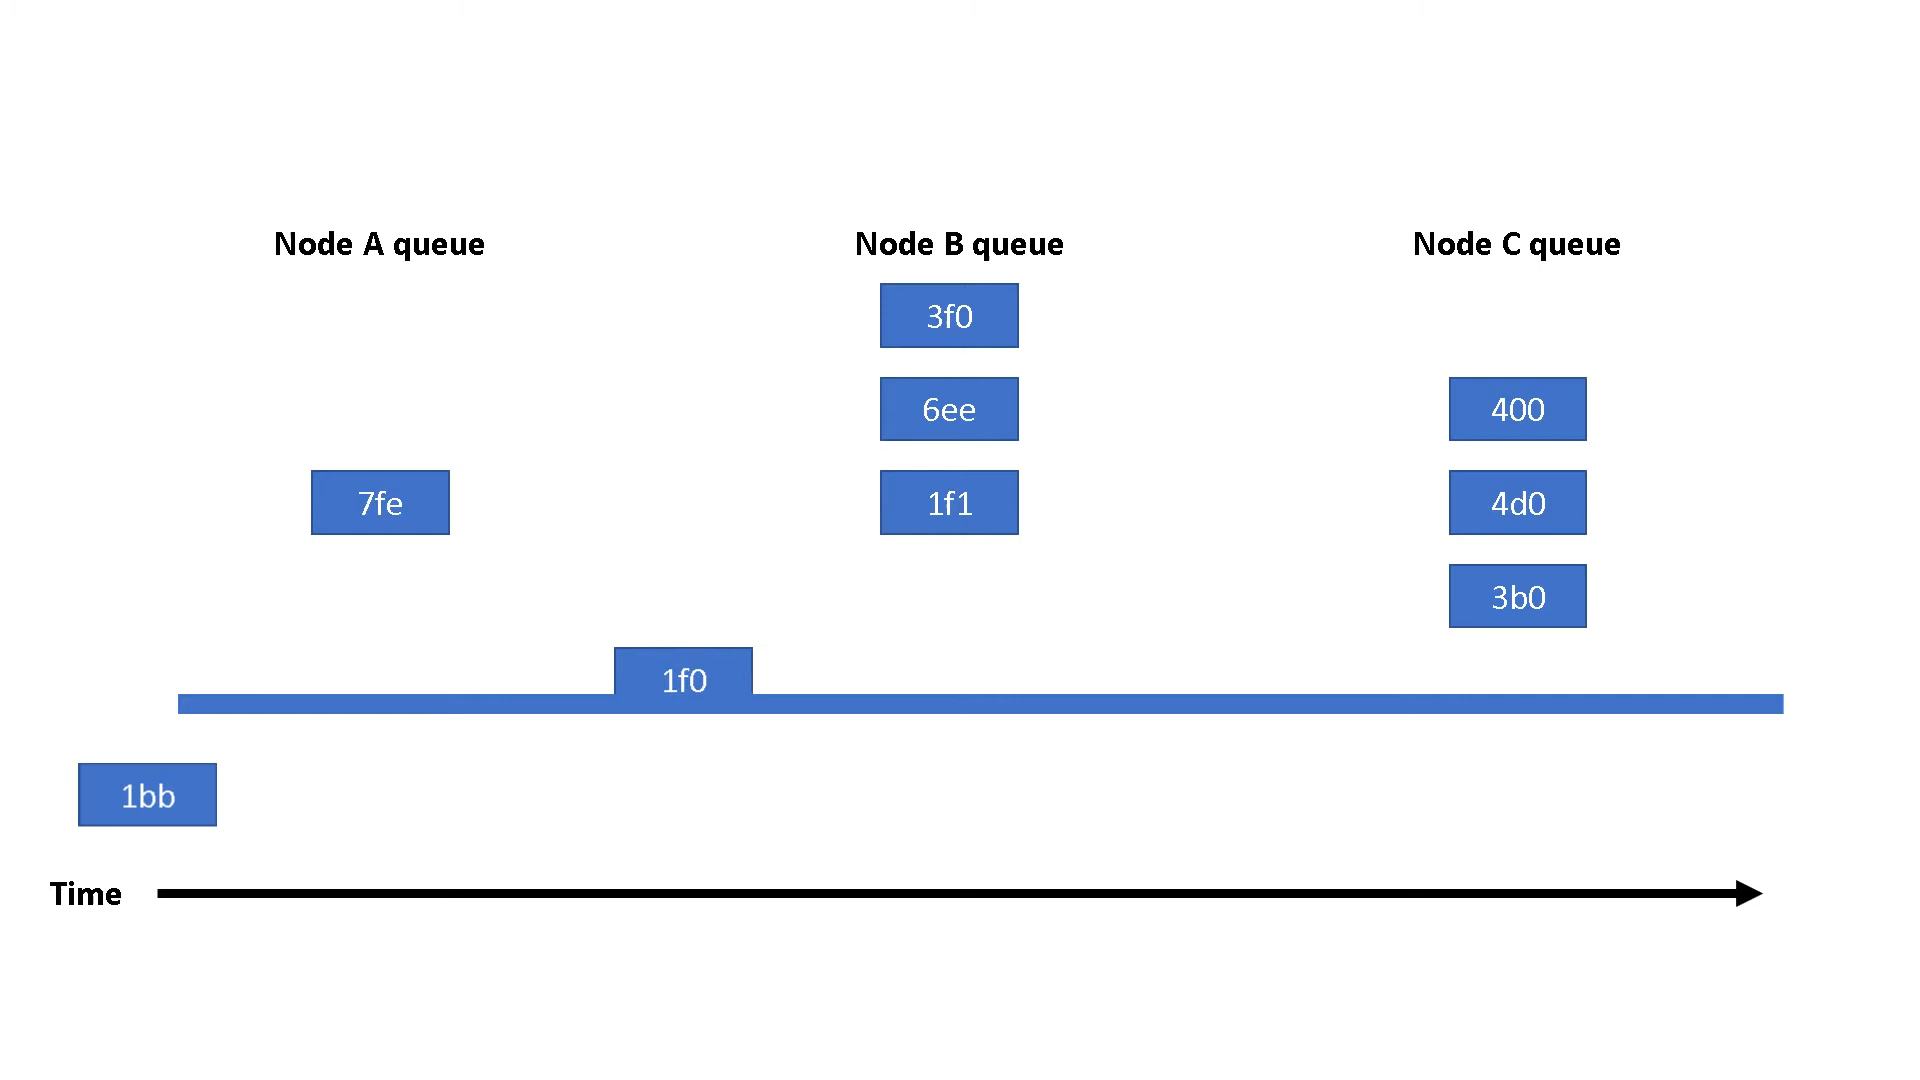 Node A queue
Node B queue
Node C queue
3f0
6ee
400
7fe
1f1
4d0
3b0
1f0
1bb
Time